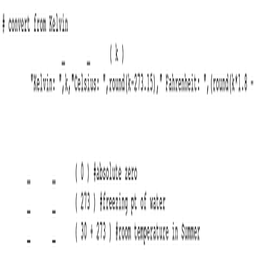 # convert from Kelvin
_ _ ( k )
"Kelvin: ",k,"Celsius: ",round(k-273.15)," Fahrenheit: ",(round(k*1.8 -
_ _ ( 0 ) #absolute zero
_ _ ( 273 ) #freezing pt of water
_ _ ( 30 + 273 ) #room temperature in Summer